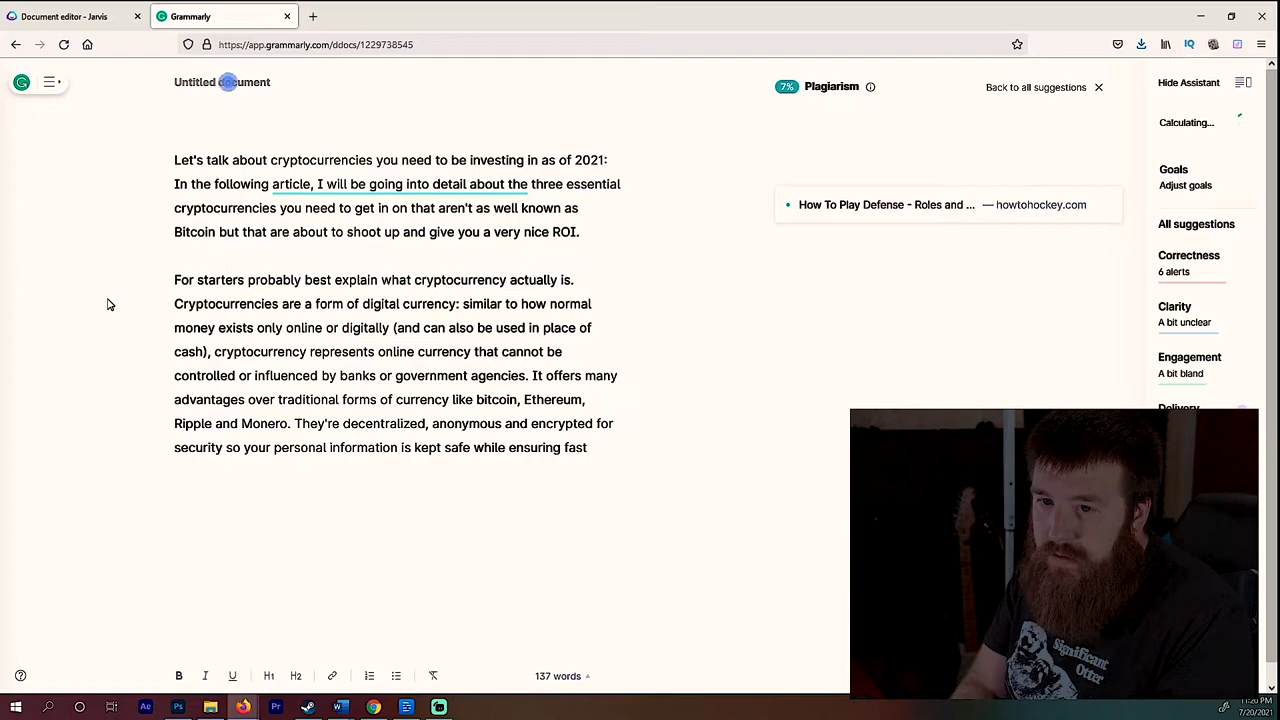 Document editor - Jarvis
Grammarly
https://app.grammarly.com/ddocs/1229738545
Untitled document
7% Plagiarism
Back to all suggestions
Hide Assistant
Calculating...
Let's talk about cryptocurrencies you need to be investing in as of 2021:
In the following article, I will be going into detail about the three essential
cryptocurrencies you need to get in on that aren't as well known as
Bitcoin but that are about to shoot up and give you a very nice ROI.
For starters probably best explain what cryptocurrency actually is.
Cryptocurrencies are a form of digital currency: similar to how normal
money exists only online or digitally (and can also be used in place of
cash), cryptocurrency represents online currency that cannot be
controlled or influenced by banks or government agencies. It offers many
advantages over traditional forms of currency like bitcoin, Ethereum,
Ripple and Monero. They're decentralized, anonymous and encrypted for
security so your personal information is kept safe while ensuring fast
How To Play Defense - Roles and ... — howtohockey.com
Goals
Adjust goals
All suggestions
Correctness
6 alerts
Clarity
A bit unclear
Engagement
A bit bland
Delivery
Significant
Otter
B I U H1 H2
137 words
11:20 PM
7/20/2021